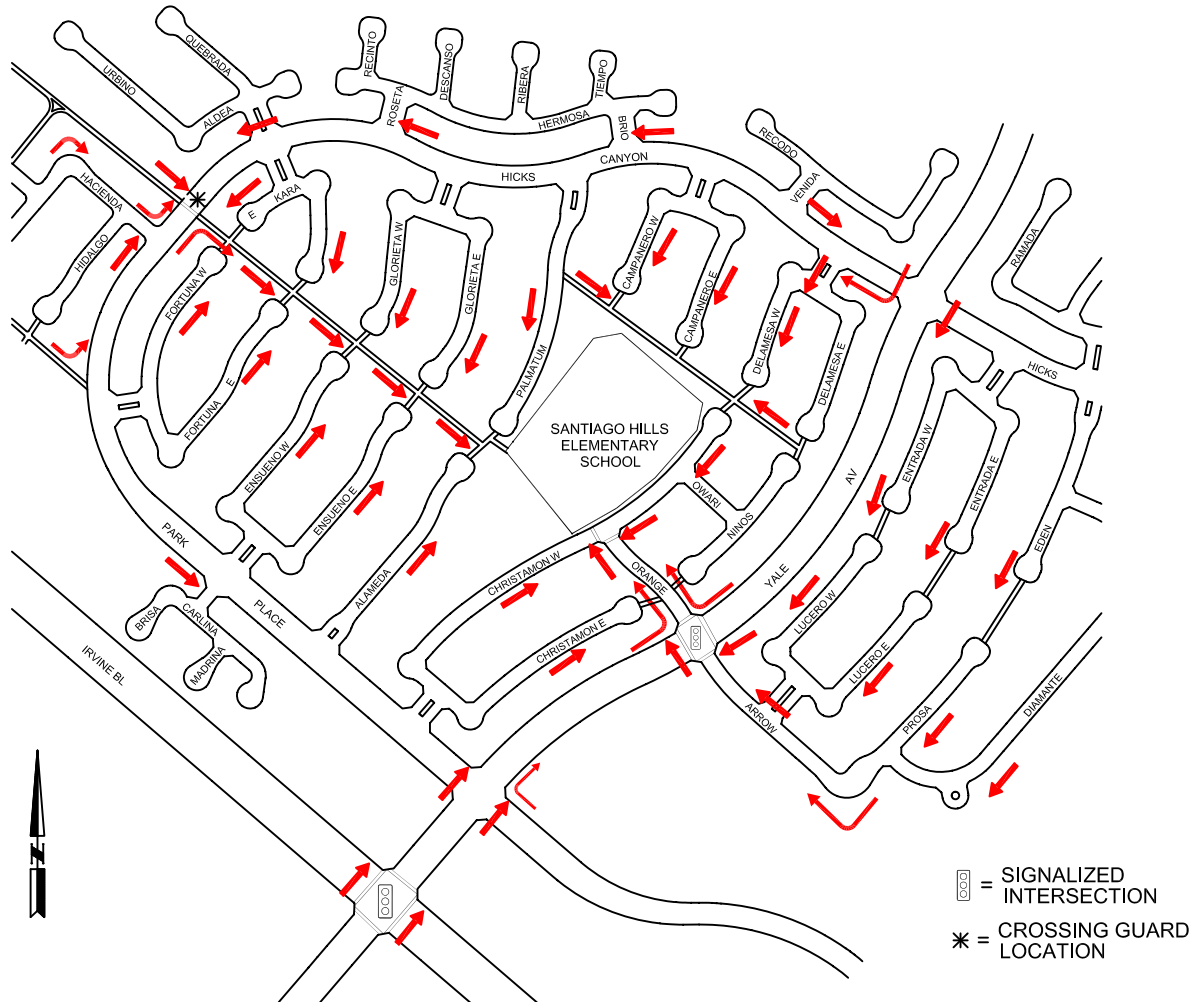 QUEBRADA
URBINO
ALDEA
RECINTO
DESCANSO
RIBERA
TIEMPO
ROSETA
HERMOSA
BRIO
RECODO
VENIDA
CANYON
HICKS
HACIENDA
HIDALGO
E
KARA
FORTUNA W
FORTUNA E
GLORIETA W
GLORIETA E
PALMATUM
CAMPANERO W
CAMPANERO E
DELAMESA W
DELAMESA E
RAMADA
HICKS
SANTIAGO HILLS
ELEMENTARY
SCHOOL
ENSUENO W
ENSUENO E
ALAMEDA
OWARI
NINOS
YALE
AV
ENTRADA W
ENTRADA E
EDEN
PARK
PLACE
CHRISTAMON W
CHRISTAMON E
ORANGE
LUCERO W
LUCERO E
BRISA
CARLINA
MADRINA
IRVINE BL
ARROW
PROSA
DIAMANTE
N
= SIGNALIZED
INTERSECTION
= CROSSING GUARD
LOCATION